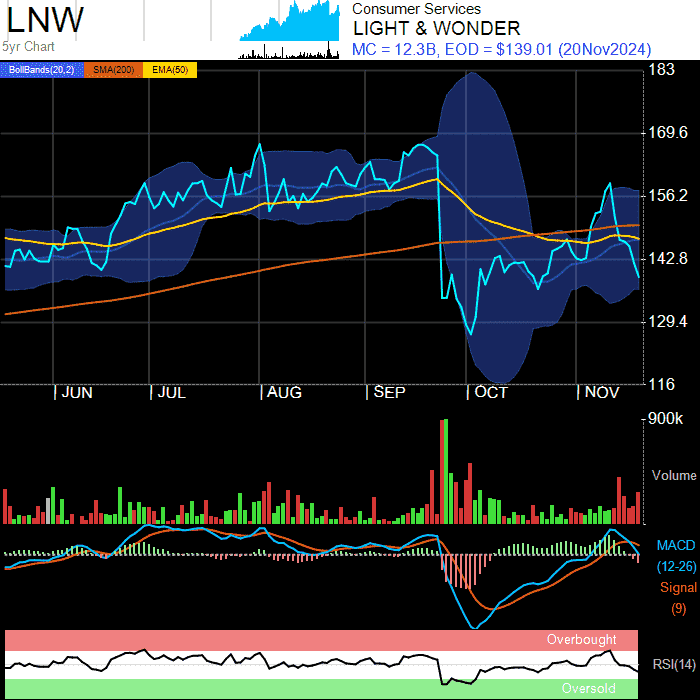 LNW
5yr Chart
Consumer Services
LIGHT & WONDER
MC = 12.3B, EOD = $139.01 (20Nov2024)
BollBands(20,2) SMA(200) EMA(50)
183
169.6
156.2
142.8
129.4
116
JUN JUL AUG SEP OCT NOV
900k
Volume
MACD
(12-26)
Signal
(9)
Overbought
RSI(14)
Oversold